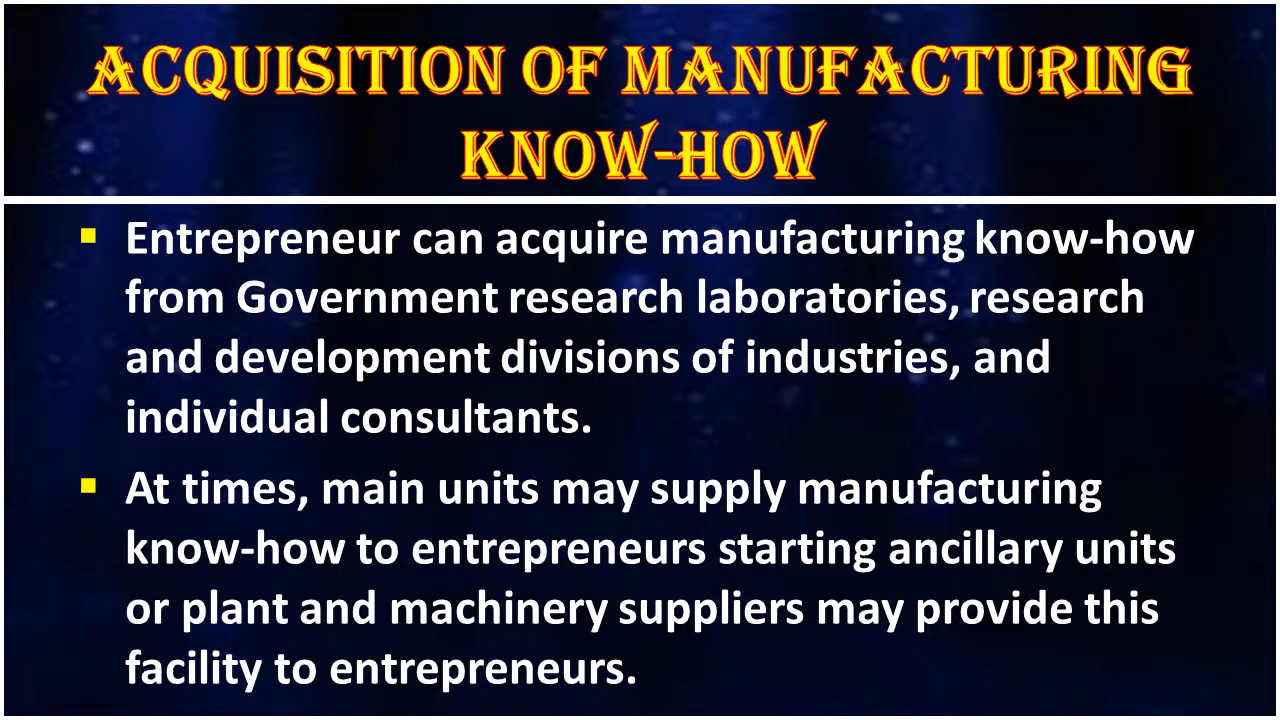 ACQUISITION OF MANUFACTURING
KNOW-HOW
▪ Entrepreneur can acquire manufacturing know-how
from Government research laboratories, research
and development divisions of industries, and
individual consultants.
▪ At times, main units may supply manufacturing
know-how to entrepreneurs starting ancillary units
or plant and machinery suppliers may provide this
facility to entrepreneurs.